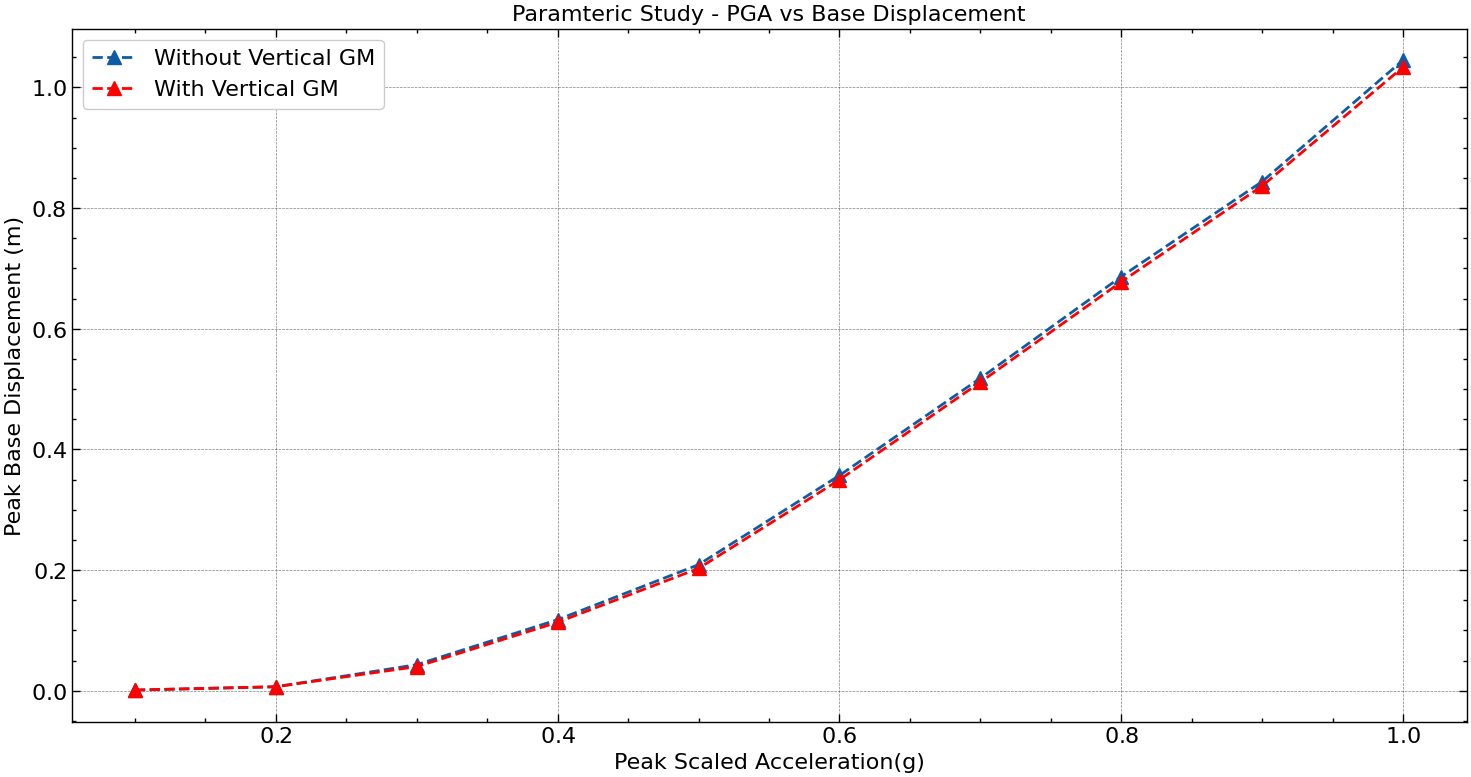 Paramteric Study - PGA vs Base Displacement
Without Vertical GM
With Vertical GM
Peak Base Displacement (m)
1.0
0.8
0.6
0.4
0.2
0.0
0.2 0.4 0.6 0.8 1.0
Peak Scaled Acceleration(g)